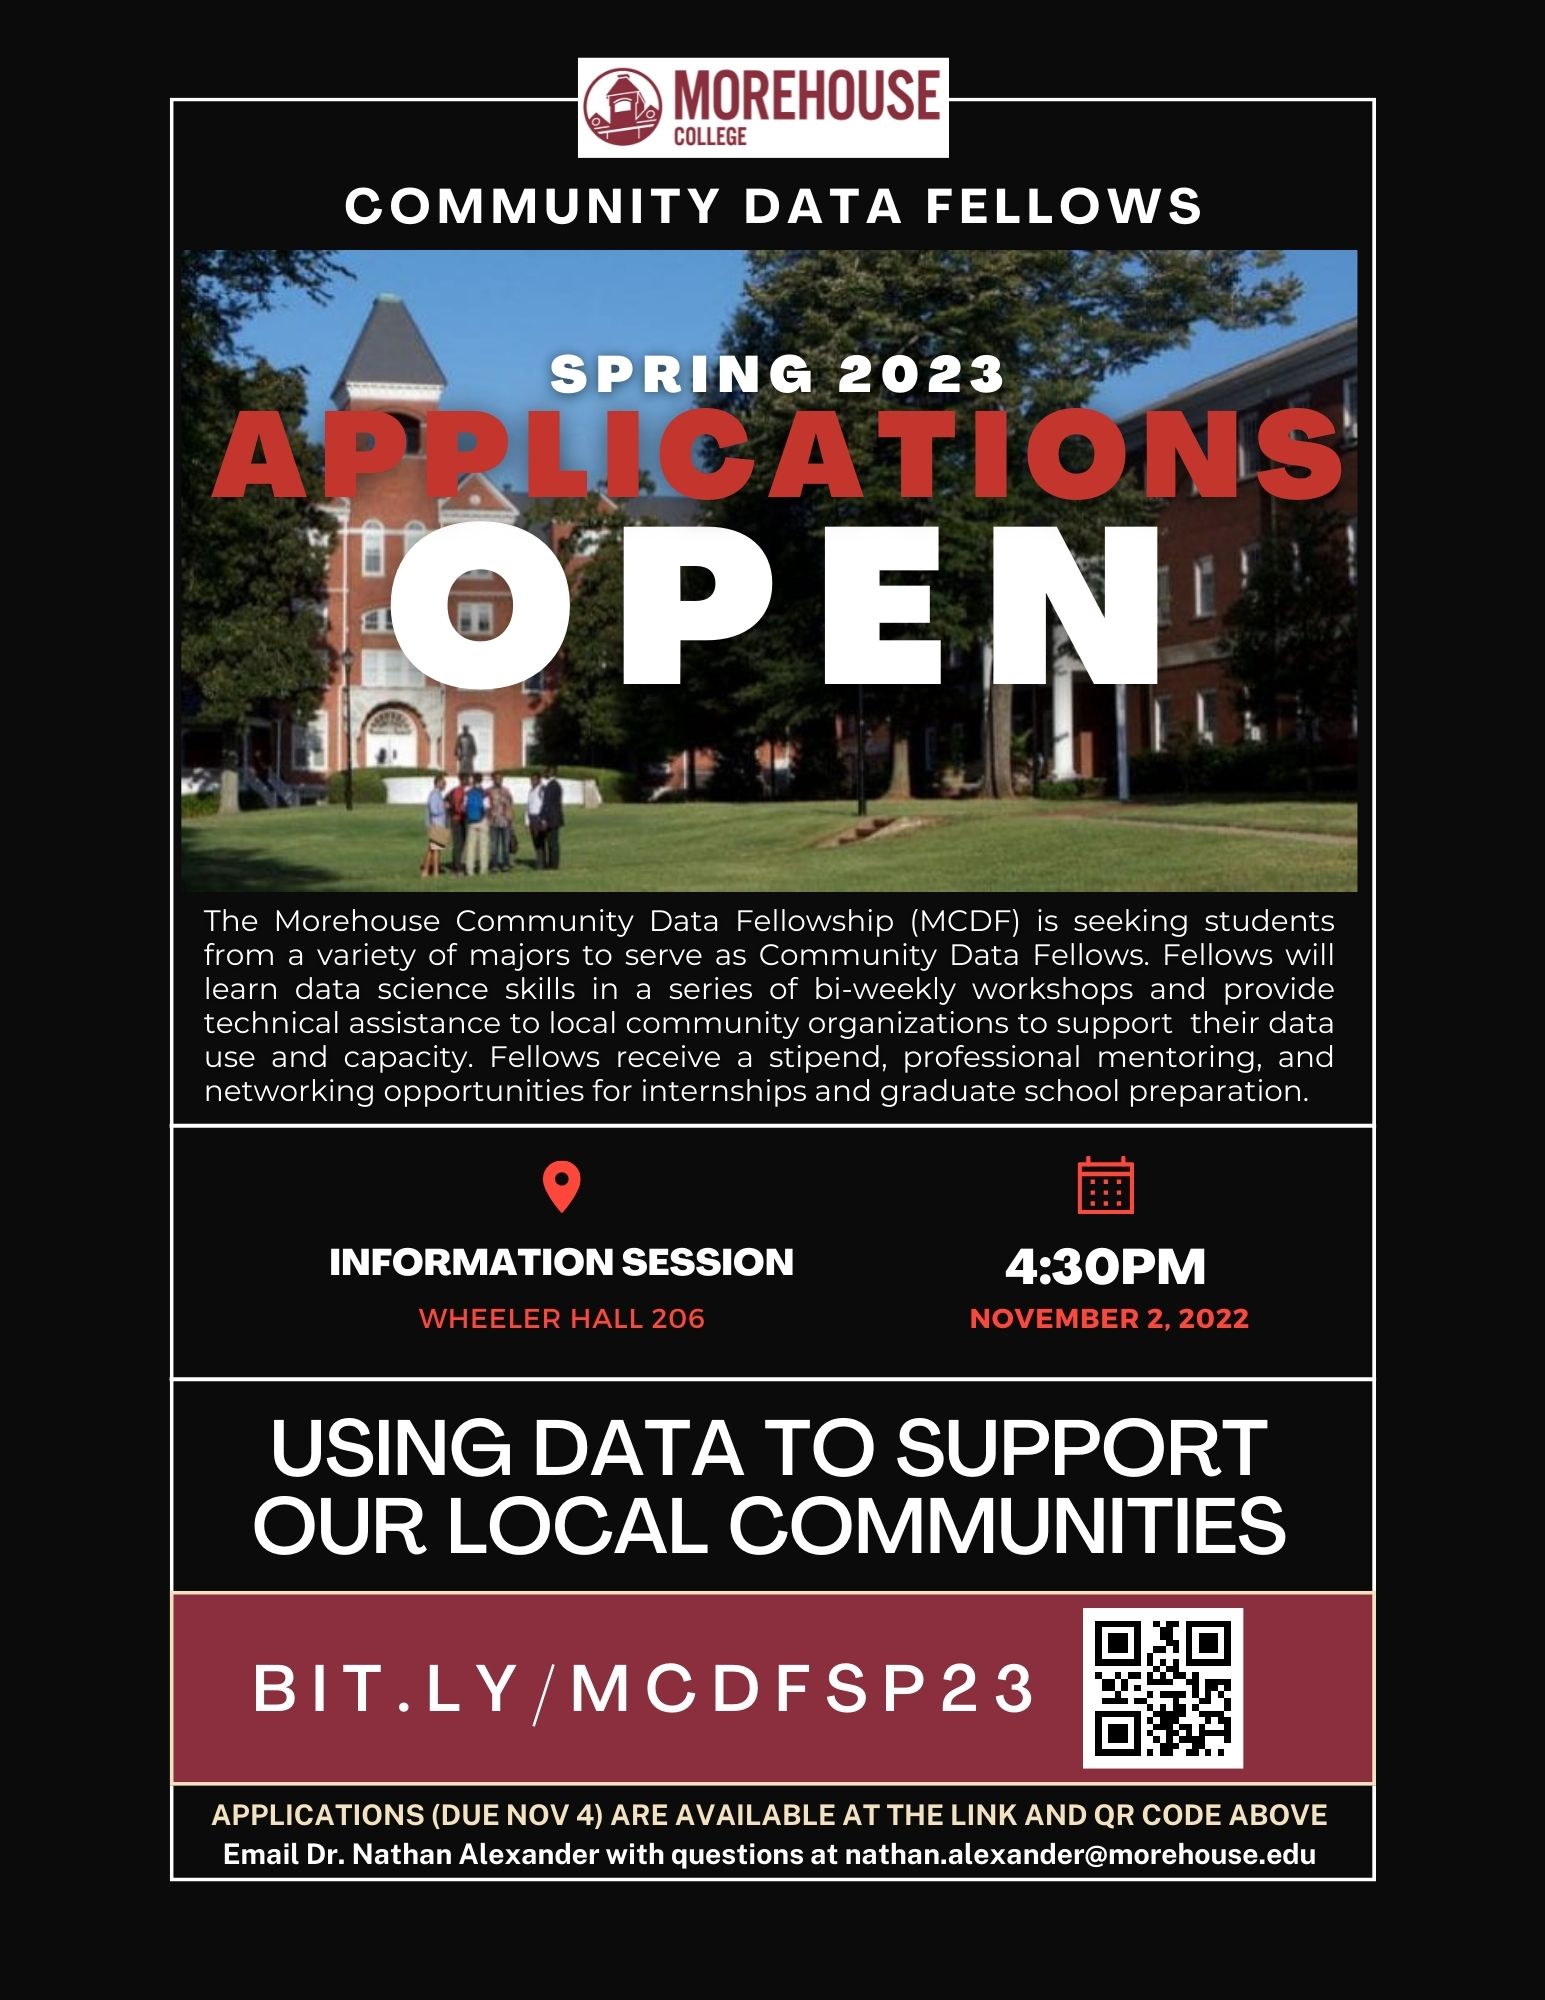 MOREHOUSE
COLLEGE
COMMUNITY DATA FELLOWS
SPRING 2023
APPLICATIONS
OPEN
The Morehouse Community Data Fellowship (MCDF) is seeking students
from a variety of majors to serve as Community Data Fellows. Fellows will
learn data science skills in a series of bi-weekly workshops and provide
technical assistance to local community organizations to support  their data
use and capacity. Fellows receive a stipend, professional mentoring, and
networking opportunities for internships and graduate school preparation.
INFORMATION SESSION
WHEELER HALL 206
4:30PM
NOVEMBER 2, 2022
USING DATA TO SUPPORT
OUR LOCAL COMMUNITIES
BIT.LY/MCDFSP23
APPLICATIONS (DUE NOV 4) ARE AVAILABLE AT THE LINK AND QR CODE ABOVE
Email Dr. Nathan Alexander with questions at nathan.alexander@morehouse.edu